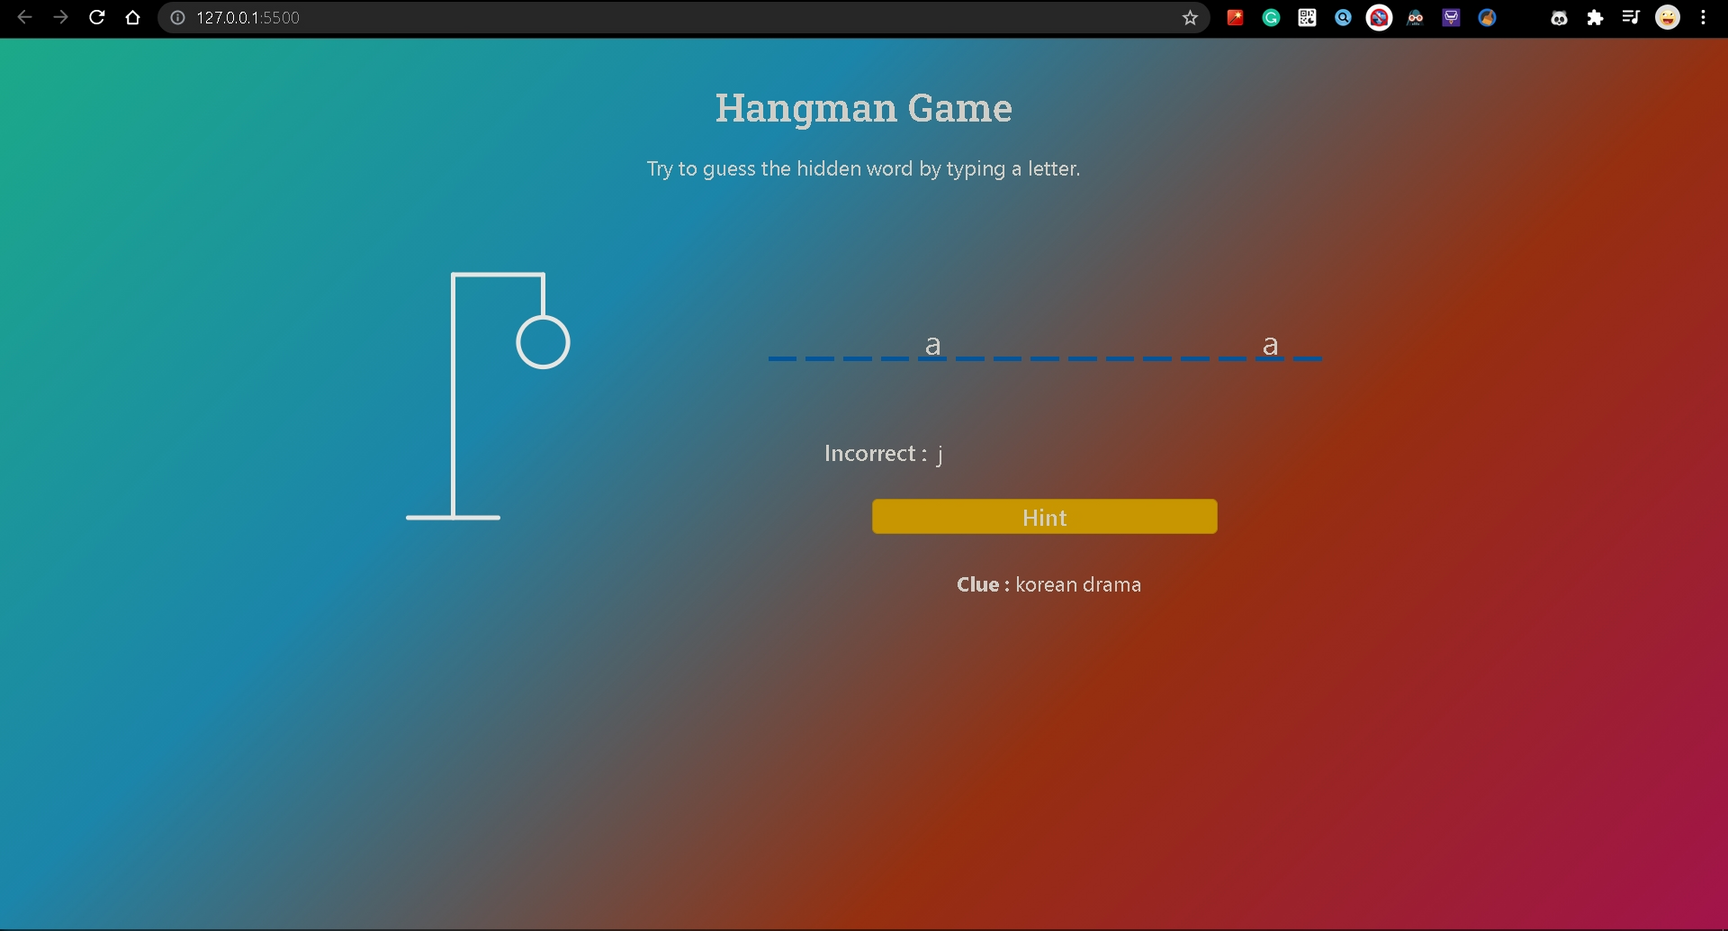 127.0.0.1:5500
Hangman Game
Try to guess the hidden word by typing a letter.
a a
Incorrect : j
Hint
Clue : korean drama